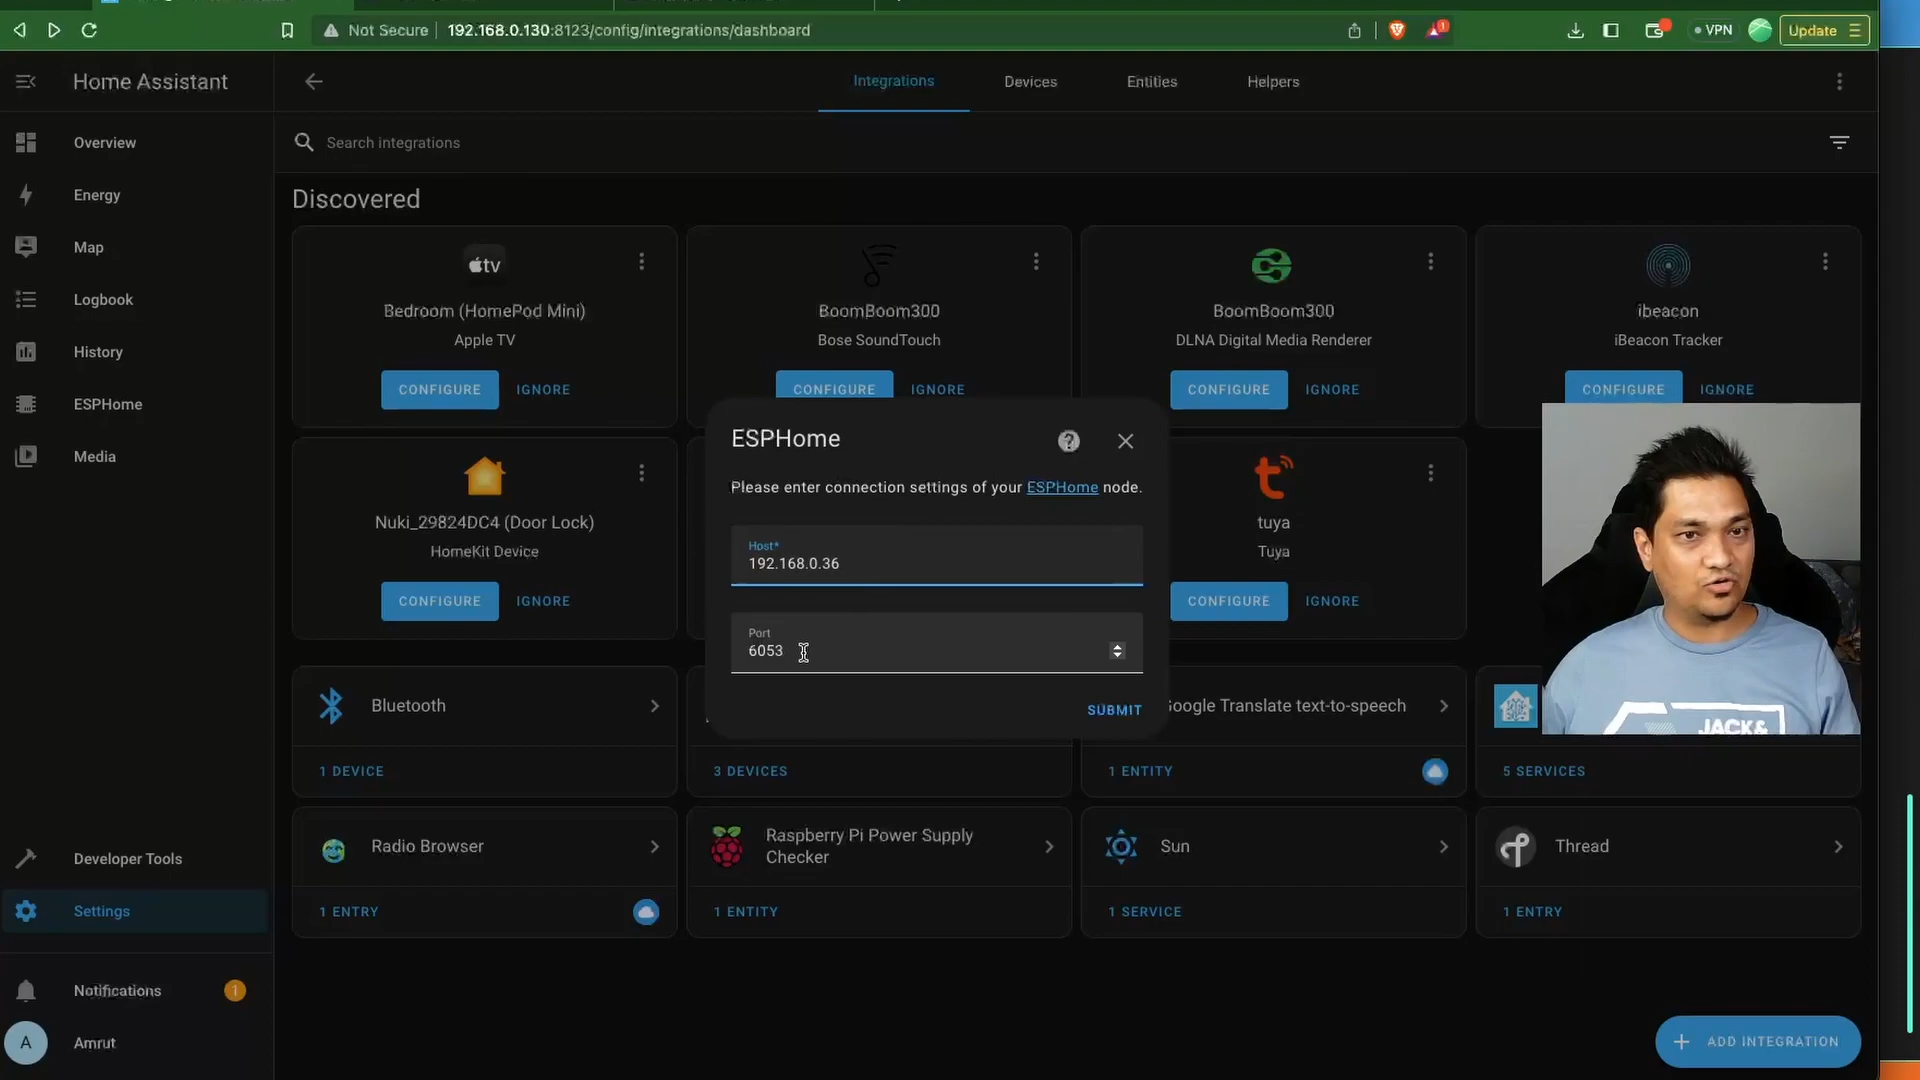 Not Secure
192.168.0.130:8123/config/integrations/dashboard
1
VPN
Update
Home Assistant
Integrations
Devices
Entities
Helpers
Overview
Energy
Map
Logbook
History
ESPHome
Media
Developer Tools
Settings
Notifications
1
A
Amrut
Search integrations
Discovered
tv
Bedroom (HomePod Mini)
Apple TV
CONFIGURE
IGNORE
BoomBoom300
Bose SoundTouch
CONFIGURE
IGNORE
BoomBoom300
DLNA Digital Media Renderer
CONFIGURE
IGNORE
ibeacon
iBeacon Tracker
CONFIGURE
IGNORE
Nuki_29824DC4 (Door Lock)
HomeKit Device
CONFIGURE
IGNORE
ESPHome
Please enter connection settings of your ESPHome node.
Host*
192.168.0.36
Port
6053
SUBMIT
tuya
Tuya
CONFIGURE
IGNORE
JACK&
Bluetooth
1 DEVICE
3 DEVICES
Google Translate text-to-speech
1 ENTITY
5 SERVICES
Radio Browser
1 ENTRY
Raspberry Pi Power Supply
Checker
1 ENTITY
Sun
1 SERVICE
Thread
1 ENTRY
ADD INTEGRATION